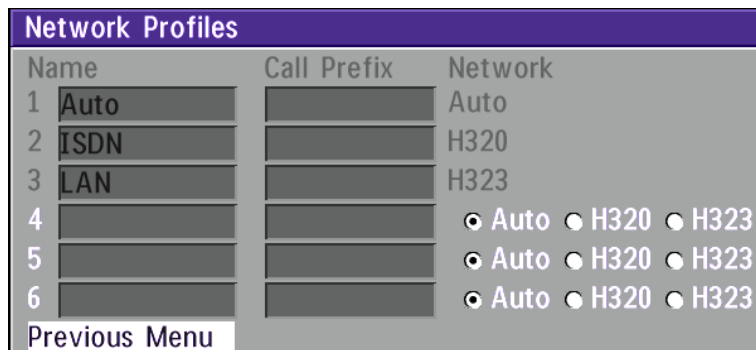 Network Profiles
Name Call Prefix Network
1 Auto Auto
2 ISDN H320
3 LAN H323
4 Auto H320 H323
5 Auto H320 H323
6 Auto H320 H323
Previous Menu